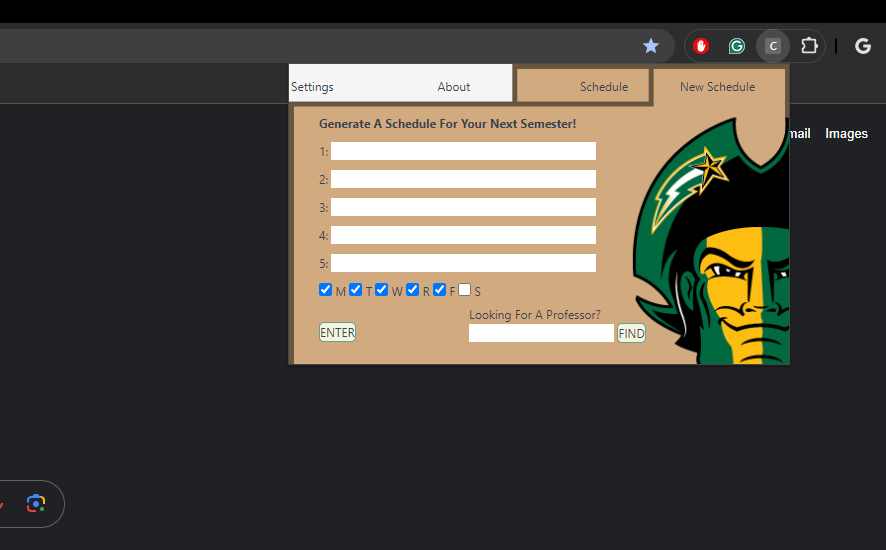 C
G
Settings About Schedule New Schedule
Generate A Schedule For Your Next Semester!
mail Images
1:
2:
3:
4:
5:
M T W R F S
Looking For A Professor?
ENTER FIND